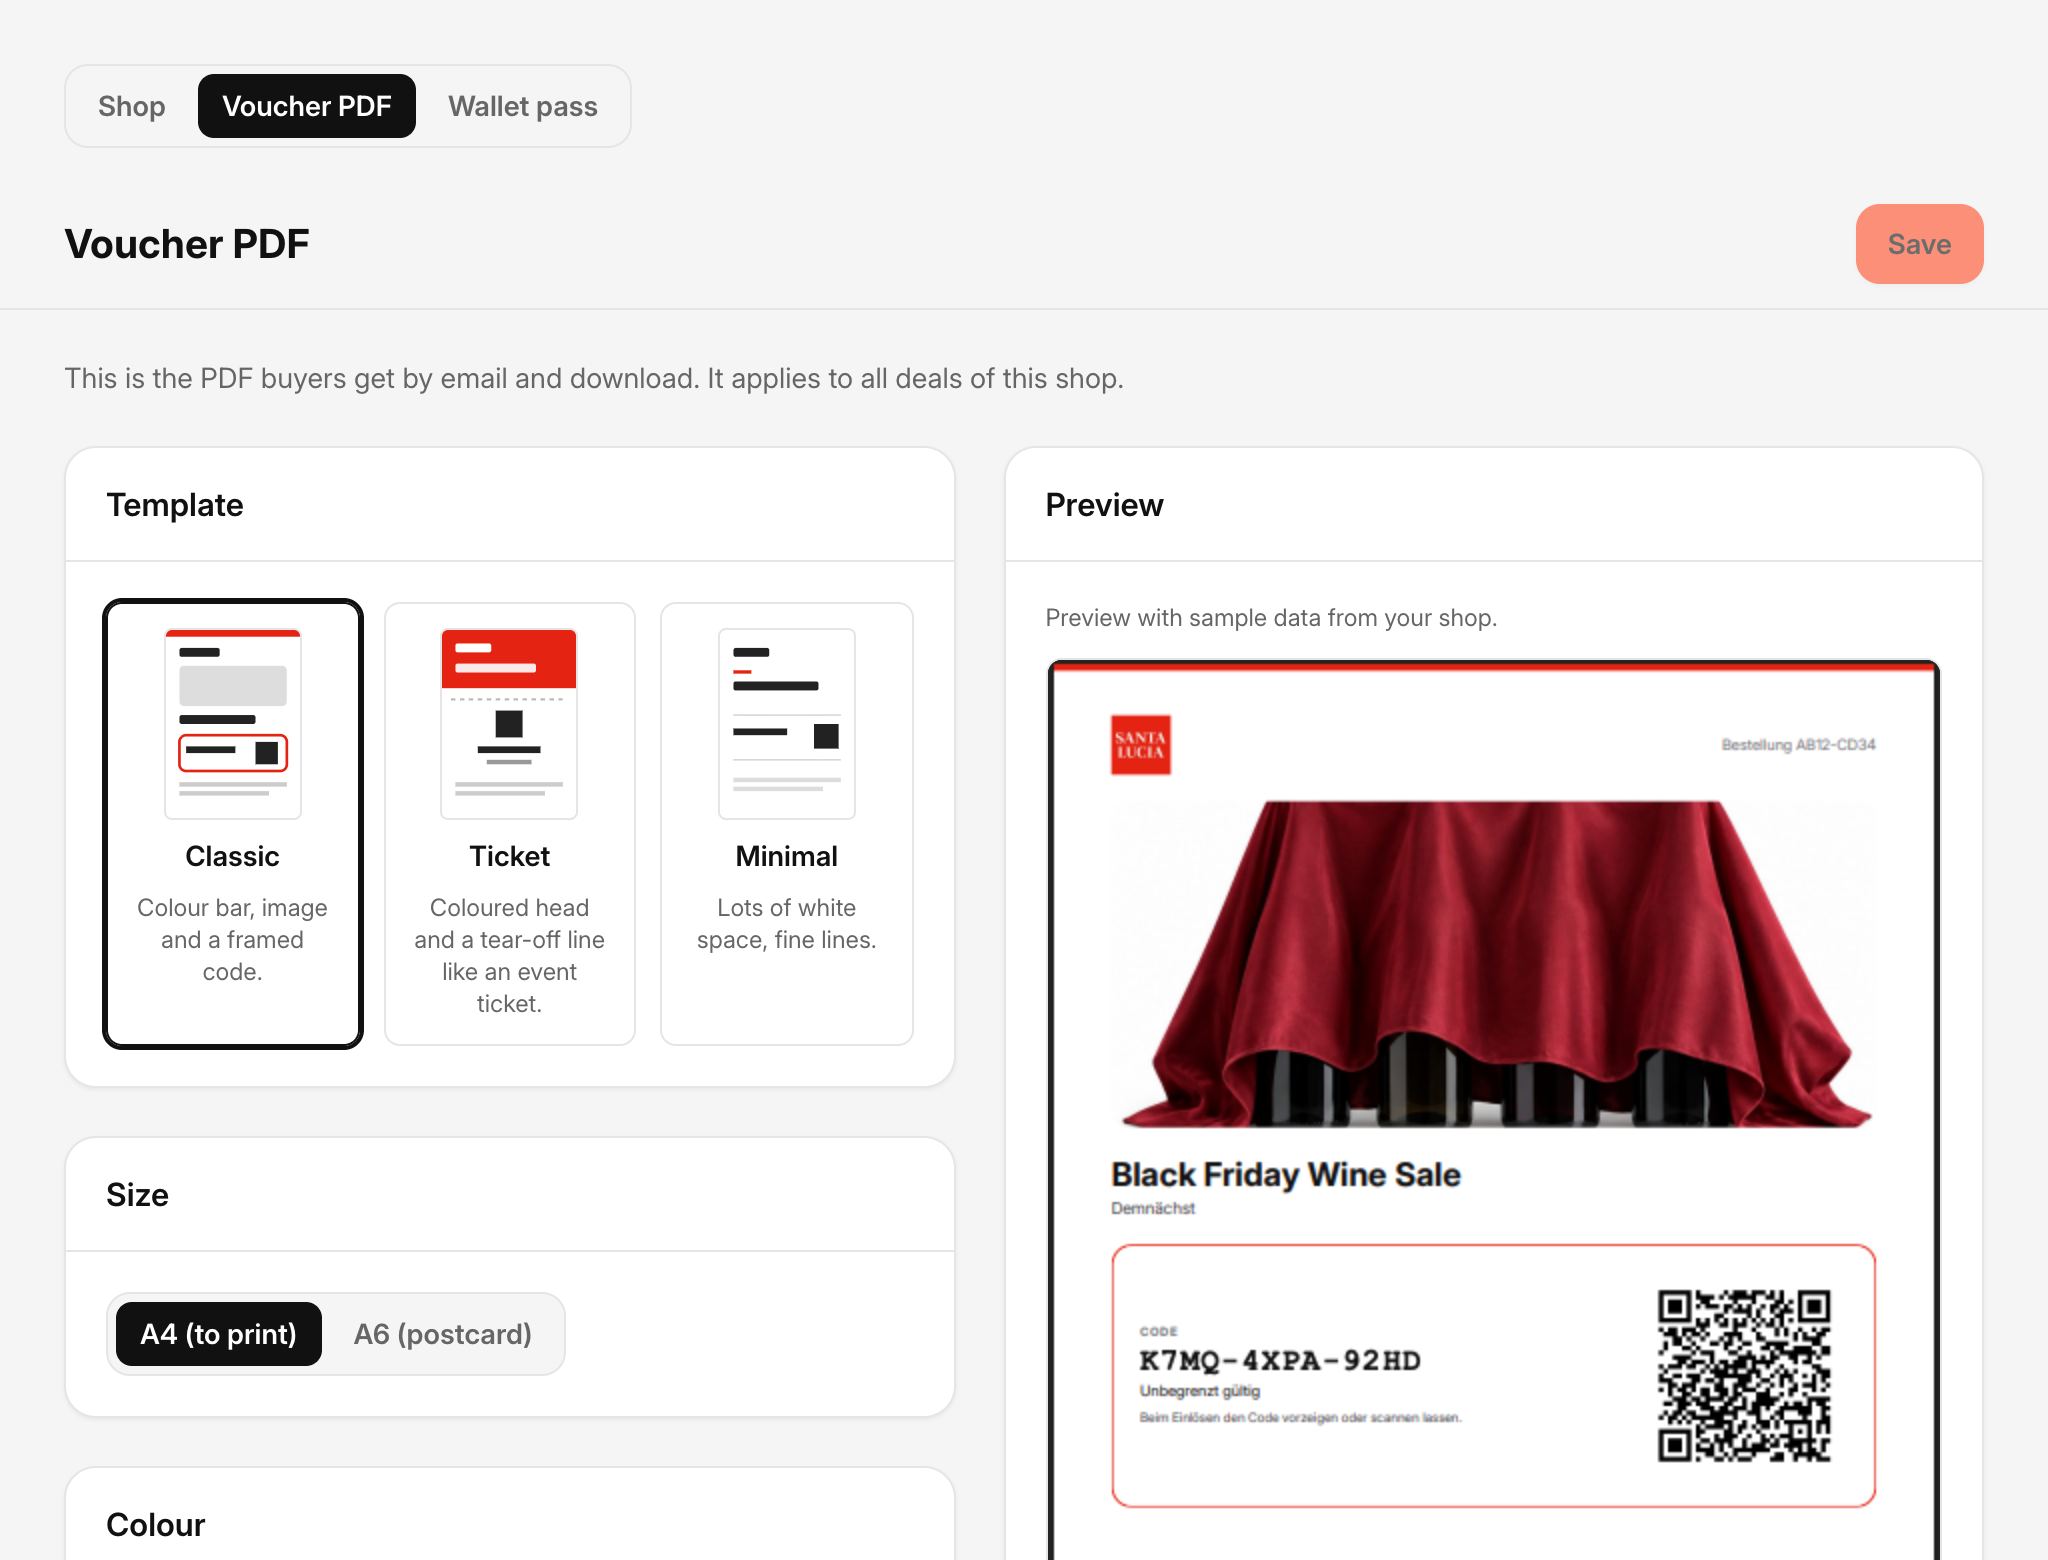 Shop
Voucher PDF
Wallet pass
Voucher PDF
Save
This is the PDF buyers get by email and download. It applies to all deals of this shop.
Template
Classic
Colour bar, image
and a framed
code.
Ticket
Coloured head
and a tear-off line
like an event
ticket.
Minimal
Lots of white
space, fine lines.
Size
A4 (to print)
A6 (postcard)
Colour
Preview
Preview with sample data from your shop.
SANTA
LUCIA
Bestellung AB12-CD34
Black Friday Wine Sale
Demnächst
CODE
K7MQ-4XPA-92HD
Unbegrenzt gültig
Beim Einlösen den Code vorzeigen oder scannen lassen.